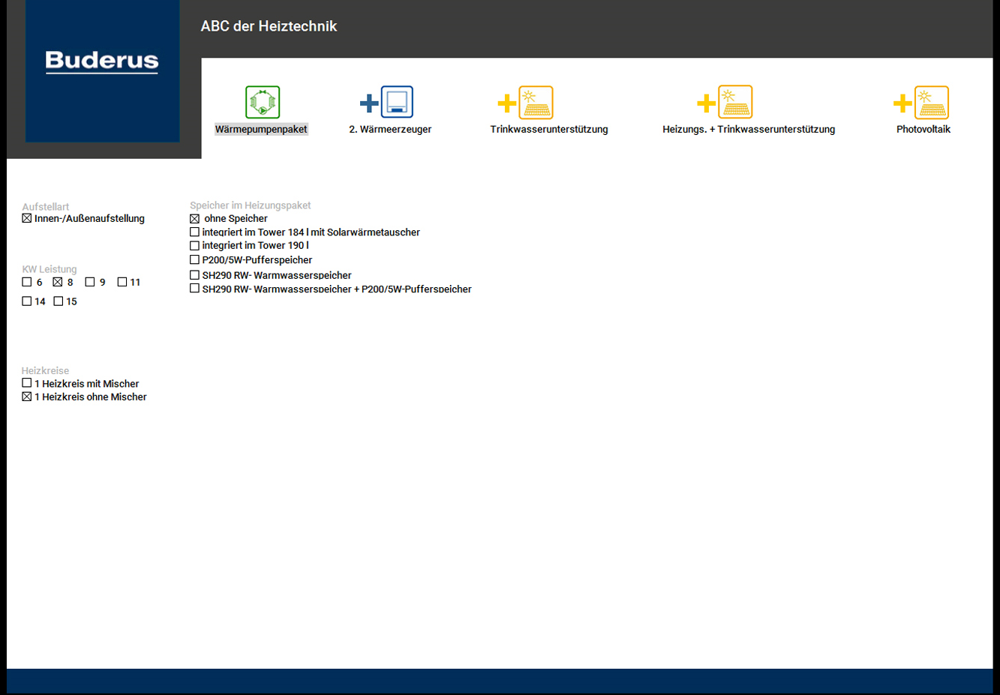 ABC der Heiztechnik
Buderus
Wärmepumpenpaket
2. Wärmeerzeuger
Trinkwasserunterstützung
Heizungs. + Trinkwasserunterstützung
Photovoltaik
Aufstellart
Innen-/Außenaufstellung
KW Leistung
6 8 9 11
14 15
Heizkreise
1 Heizkreis mit Mischer
1 Heizkreis ohne Mischer
Speicher im Heizungspaket
ohne Speicher
integriert im Tower 184 l mit Solarwärmetauscher
integriert im Tower 190 l
P200/5W-Pufferspeicher
SH290 RW- Warmwasserspeicher
SH290 RW- Warmwasserspeicher + P200/5W-Pufferspeicher